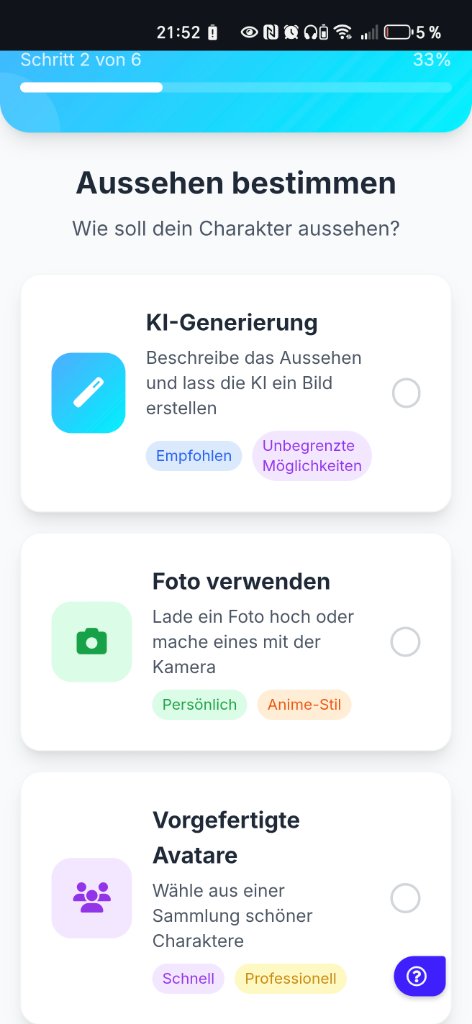 21:52 5 %
Schritt 2 von 6 33%
Aussehen bestimmen
Wie soll dein Charakter aussehen?
KI-Generierung
Beschreibe das Aussehen
und lass die KI ein Bild
erstellen
Empfohlen
Unbegrenzte
Möglichkeiten
Foto verwenden
Lade ein Foto hoch oder
mache eines mit der
Kamera
Persönlich Anime-Stil
Vorgefertigte
Avatare
Wähle aus einer
Sammlung schöner
Charaktere
Schnell Professionell